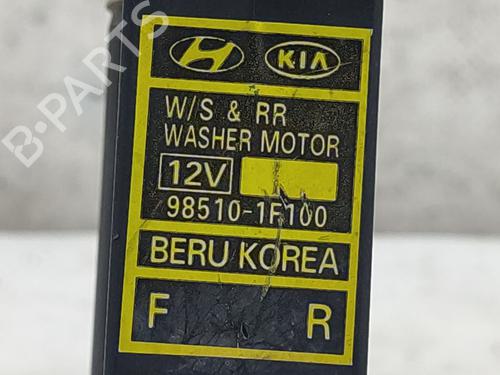 KIA
W/S & RR
WASHER MOTOR
12V
98510-1F100
BERU KOREA
F R
B-PARTS